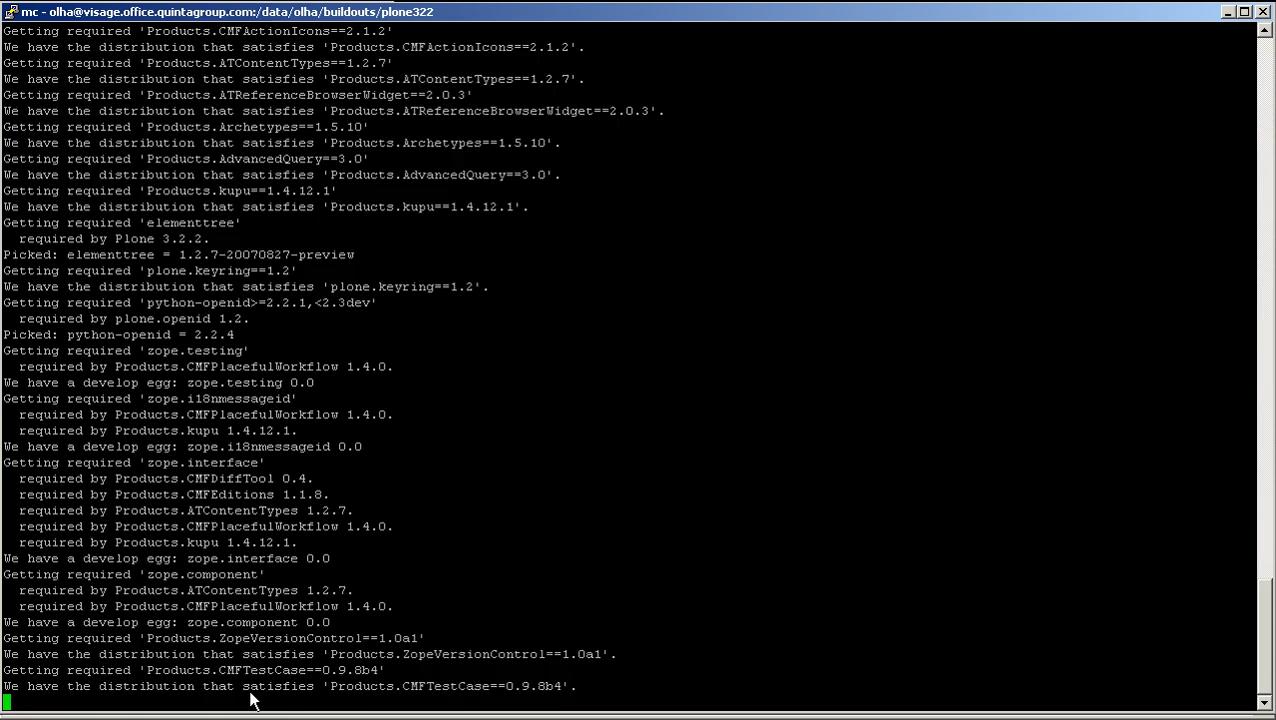 mc - olha@visage.office.quintagroup.com:/data/olha/buildouts/plone322
Getting required 'Products.CMFActionIcons==2.1.2'
We have the distribution that satisfies 'Products.CMFActionIcons==2.1.2'.
Getting required 'Products.ATContentTypes==1.2.7'
We have the distribution that satisfies 'Products.ATContentTypes==1.2.7'.
Getting required 'Products.ATReferenceBrowserWidget==2.0.3'
We have the distribution that satisfies 'Products.ATReferenceBrowserWidget==2.0.3'.
Getting required 'Products.Archetypes==1.5.10'
We have the distribution that satisfies 'Products.Archetypes==1.5.10'.
Getting required 'Products.AdvancedQuery==3.0'
We have the distribution that satisfies 'Products.AdvancedQuery==3.0'.
Getting required 'Products.kupu==1.4.12.1'
We have the distribution that satisfies 'Products.kupu==1.4.12.1'.
Getting required 'elementtree'
  required by Plone 3.2.2.
Picked: elementtree = 1.2.7-20070827-preview
Getting required 'plone.keyring==1.2'
We have the distribution that satisfies 'plone.keyring==1.2'.
Getting required 'python-openid>=2.2.1,<2.3dev'
  required by plone.openid 1.2.
Picked: python-openid = 2.2.4
Getting required 'zope.testing'
  required by Products.CMFPlacefulWorkflow 1.4.0.
We have a develop egg: zope.testing 0.0
Getting required 'zope.i18nmessageid'
  required by Products.CMFPlacefulWorkflow 1.4.0.
  required by Products.kupu 1.4.12.1.
We have a develop egg: zope.i18nmessageid 0.0
Getting required 'zope.interface'
  required by Products.CMFDiffTool 0.4.
  required by Products.CMFEditions 1.1.8.
  required by Products.ATContentTypes 1.2.7.
  required by Products.CMFPlacefulWorkflow 1.4.0.
  required by Products.kupu 1.4.12.1.
We have a develop egg: zope.interface 0.0
Getting required 'zope.component'
  required by Products.ATContentTypes 1.2.7.
  required by Products.CMFPlacefulWorkflow 1.4.0.
We have a develop egg: zope.component 0.0
Getting required 'Products.ZopeVersionControl==1.0a1'
We have the distribution that satisfies 'Products.ZopeVersionControl==1.0a1'.
Getting required 'Products.CMFTestCase==0.9.8b4'
We have the distribution that satisfies 'Products.CMFTestCase==0.9.8b4'.